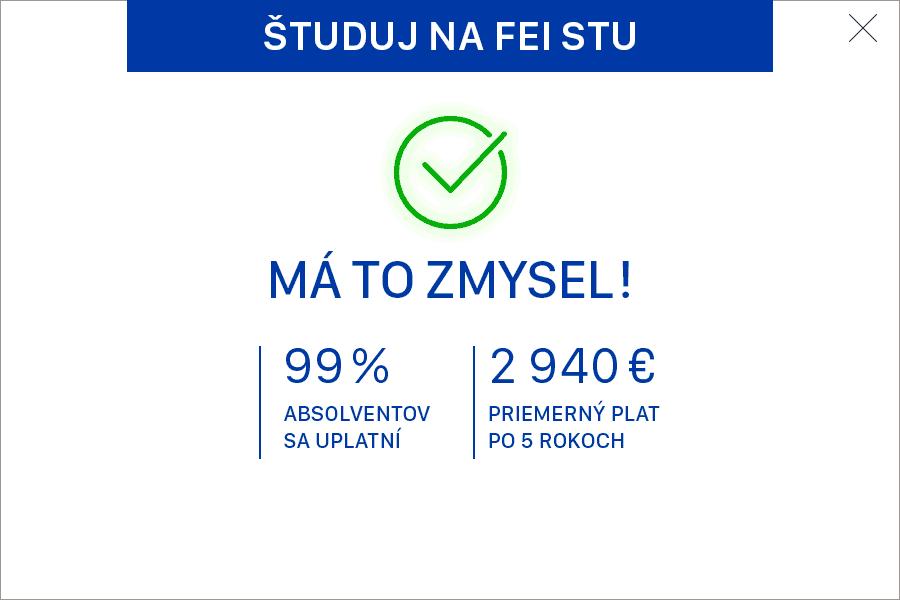 ŠTUDUJ NA FEI STU
MÁ TO ZMYSEL!
99 %
ABSOLVENTOV
SA UPLATNÍ
2 940 €
PRIEMERNÝ PLAT
PO 5 ROKOCH